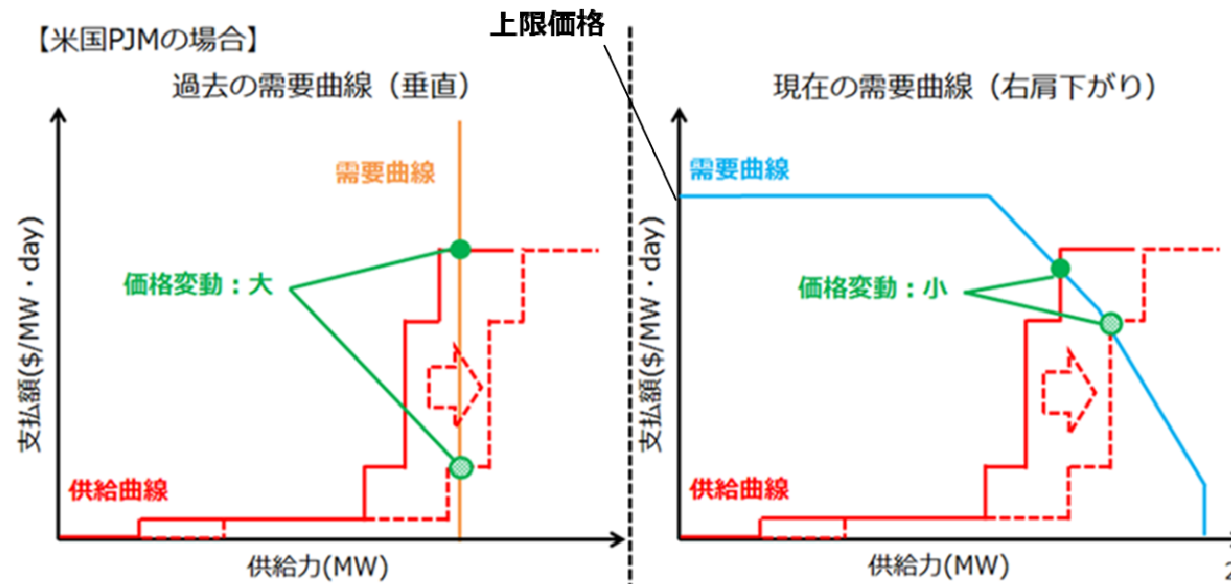 【米国PJMの場合】
上限価格
過去の需要曲線（垂直）
需要曲線
価格変動：大
供給曲線
支払額($/MW・day)
供給力(MW)
現在の需要曲線（右肩下がり）
需要曲線
価格変動：小
供給曲線
支払額($/MW・day)
供給力(MW)